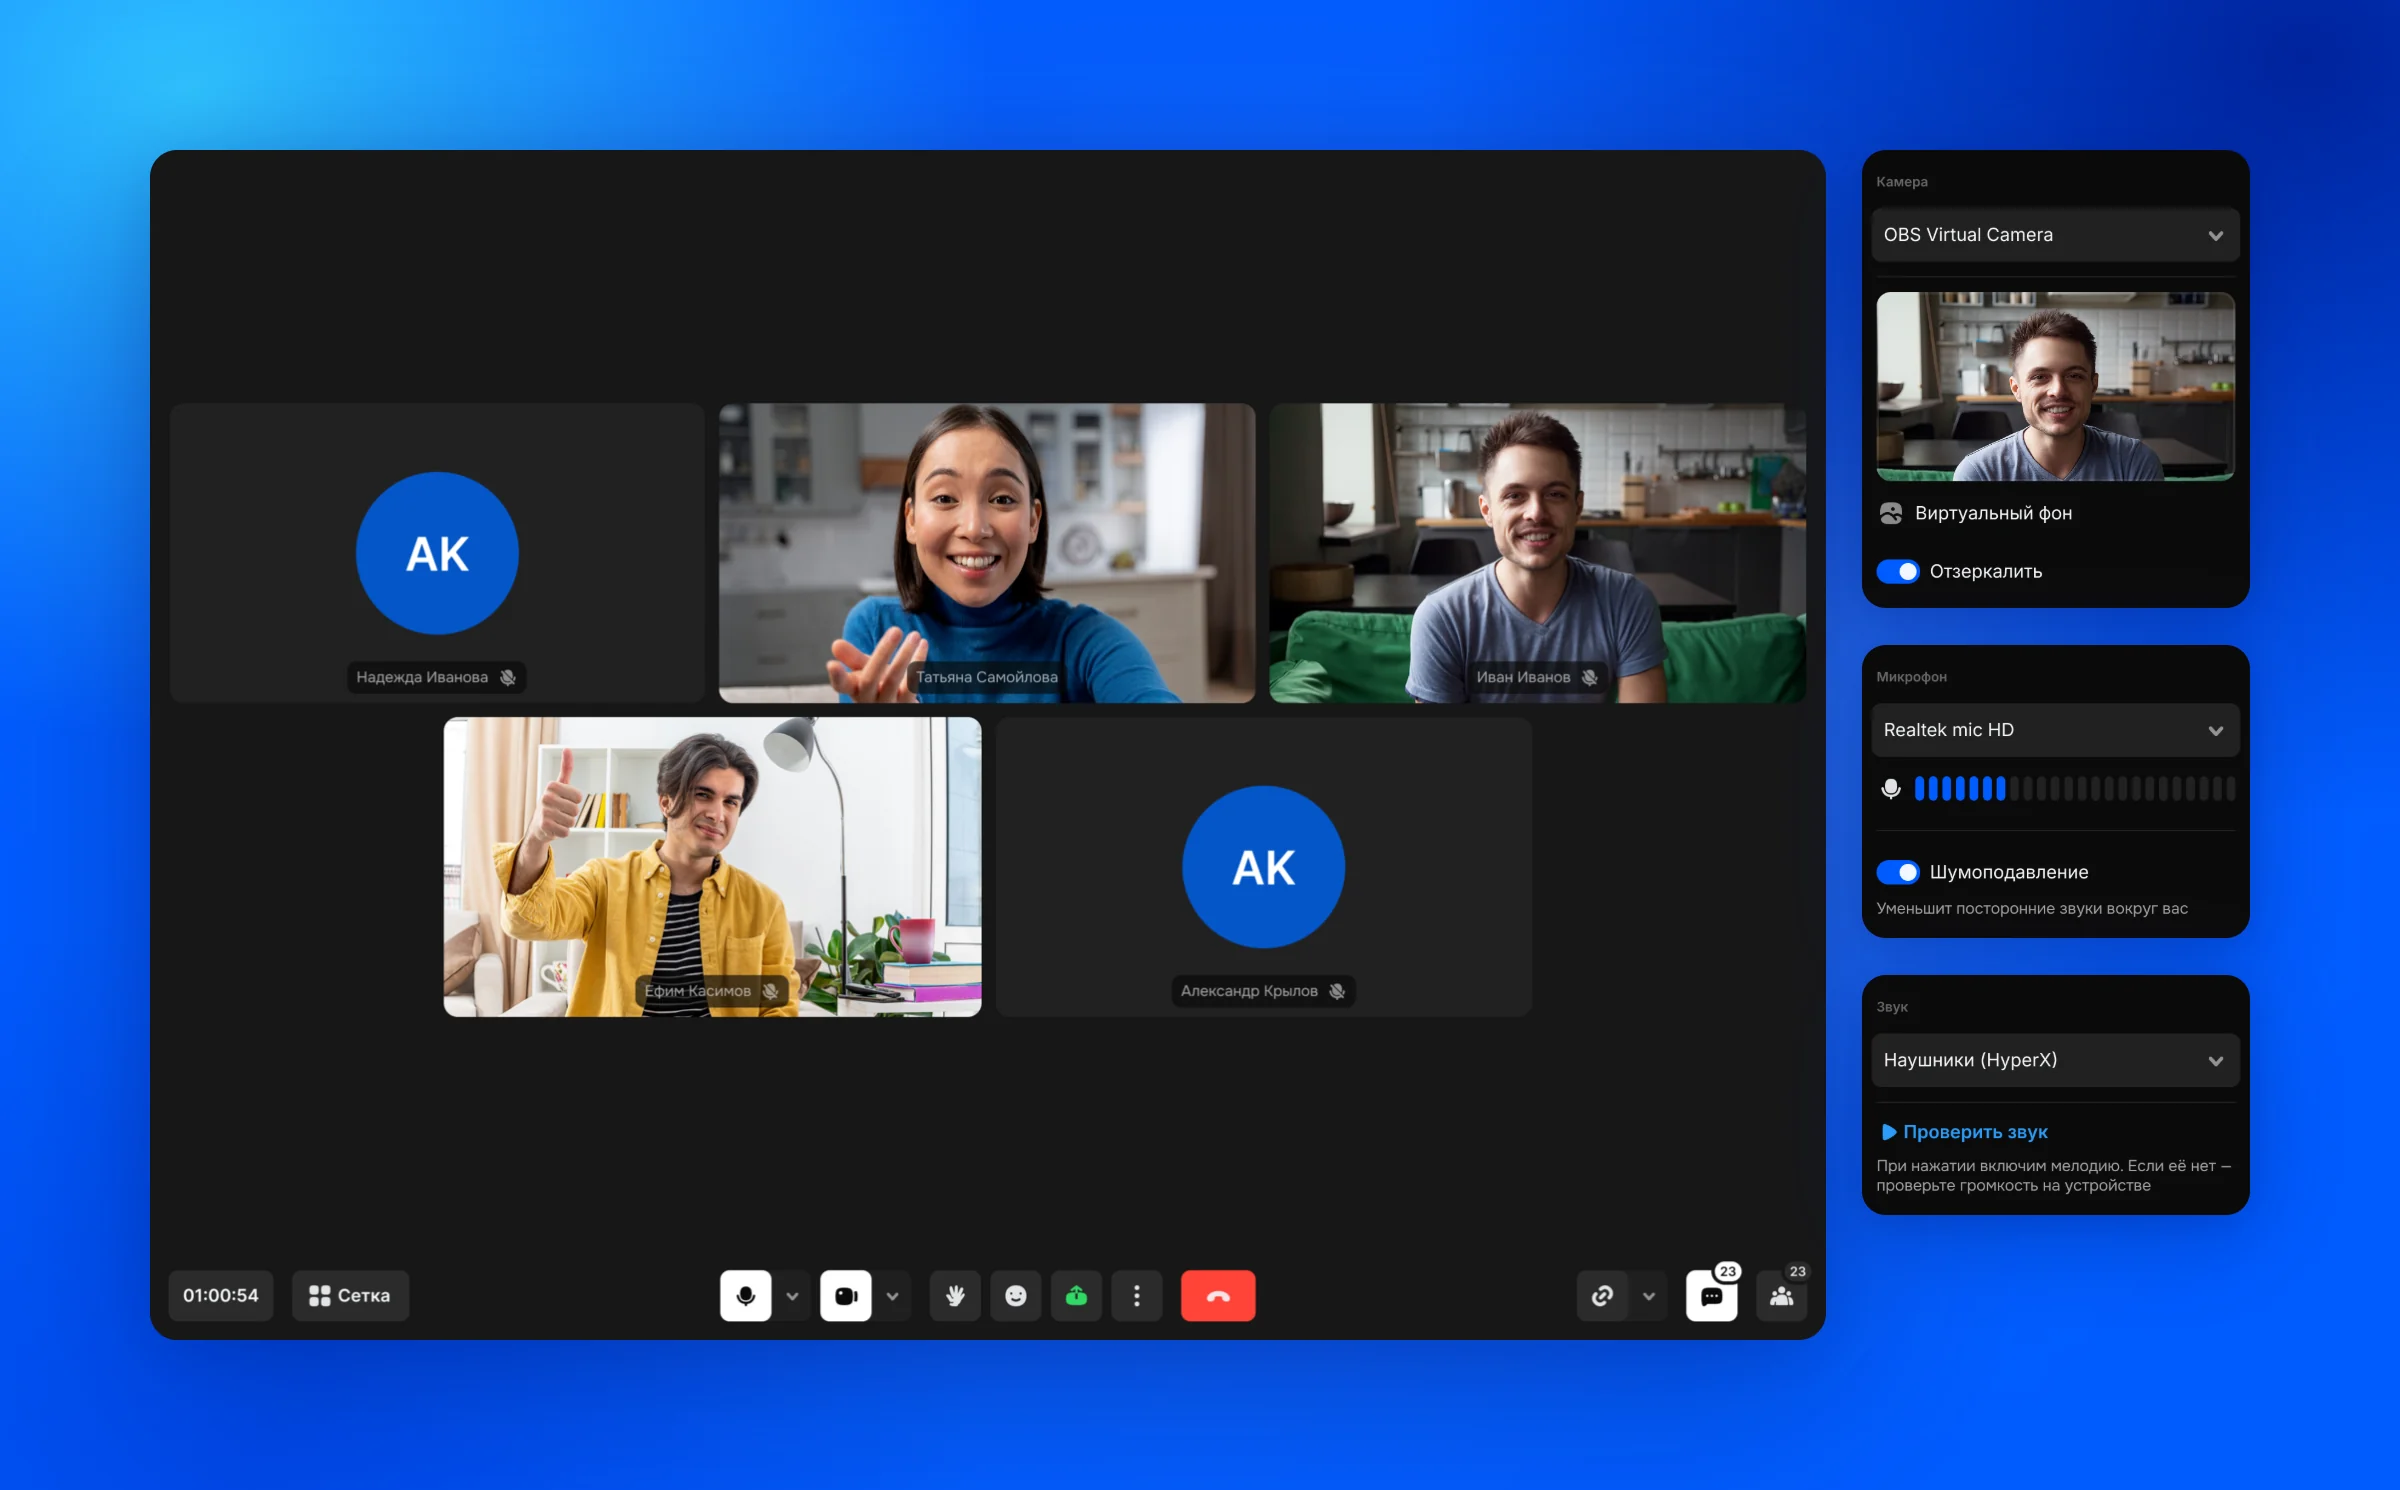 АК
Надежда Иванова
Татьяна Самойлова
Иван Иванов
Ефим Касимов
АК
Александр Крылов
01:00:54
Сетка
23
23
Камера
OBS Virtual Camera
Виртуальный фон
Отзеркалить
Микрофон
Realtek mic HD
Шумоподавление
Уменьшит посторонние звуки вокруг вас
Звук
Наушники (HyperX)
Проверить звук
При нажатии включим мелодию. Если её нет —
проверьте громкость на устройстве